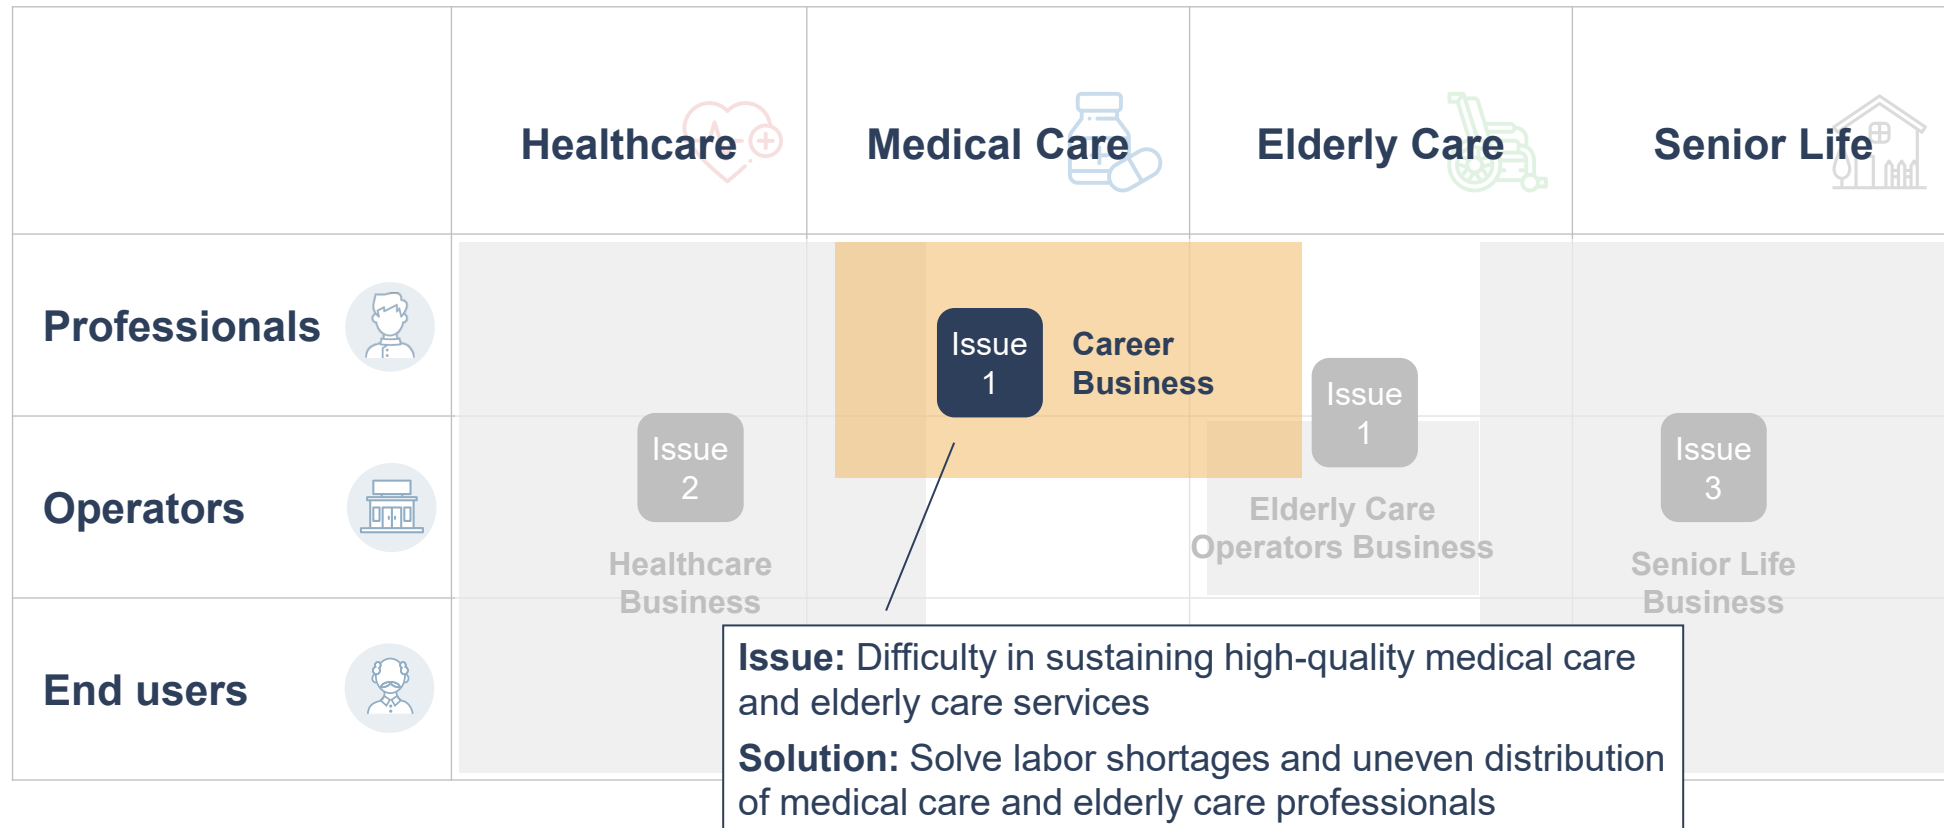 Healthcare
Medical Care
Elderly Care
Senior Life
Professionals
Issue
1
Career
Business
Issue
1
Operators
Issue
2
Healthcare
Business
Elderly Care
Operators Business
Issue
3
Senior Life
Business
End users
Issue: Difficulty in sustaining high-quality medical care
and elderly care services
Solution: Solve labor shortages and uneven distribution
of medical care and elderly care professionals